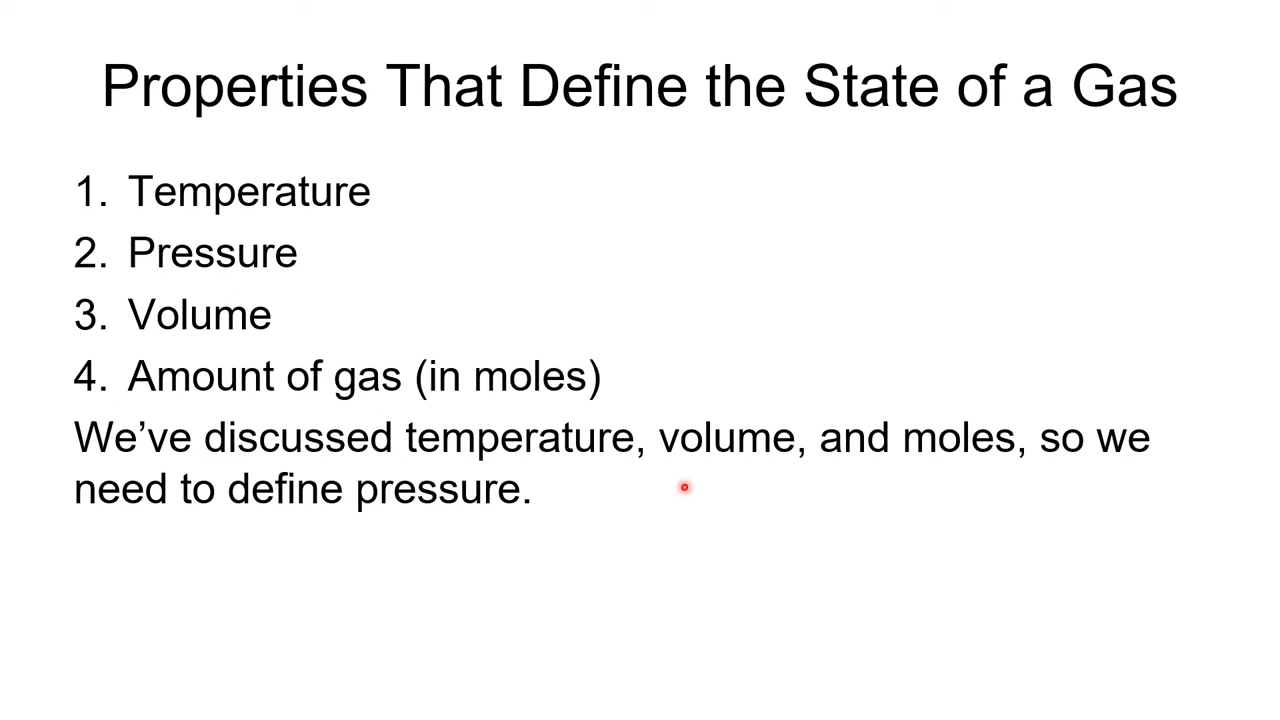 Properties That Define the State of a Gas
1. Temperature
2. Pressure
3. Volume
4. Amount of gas (in moles)
We’ve discussed temperature, volume, and moles, so we
need to define pressure.